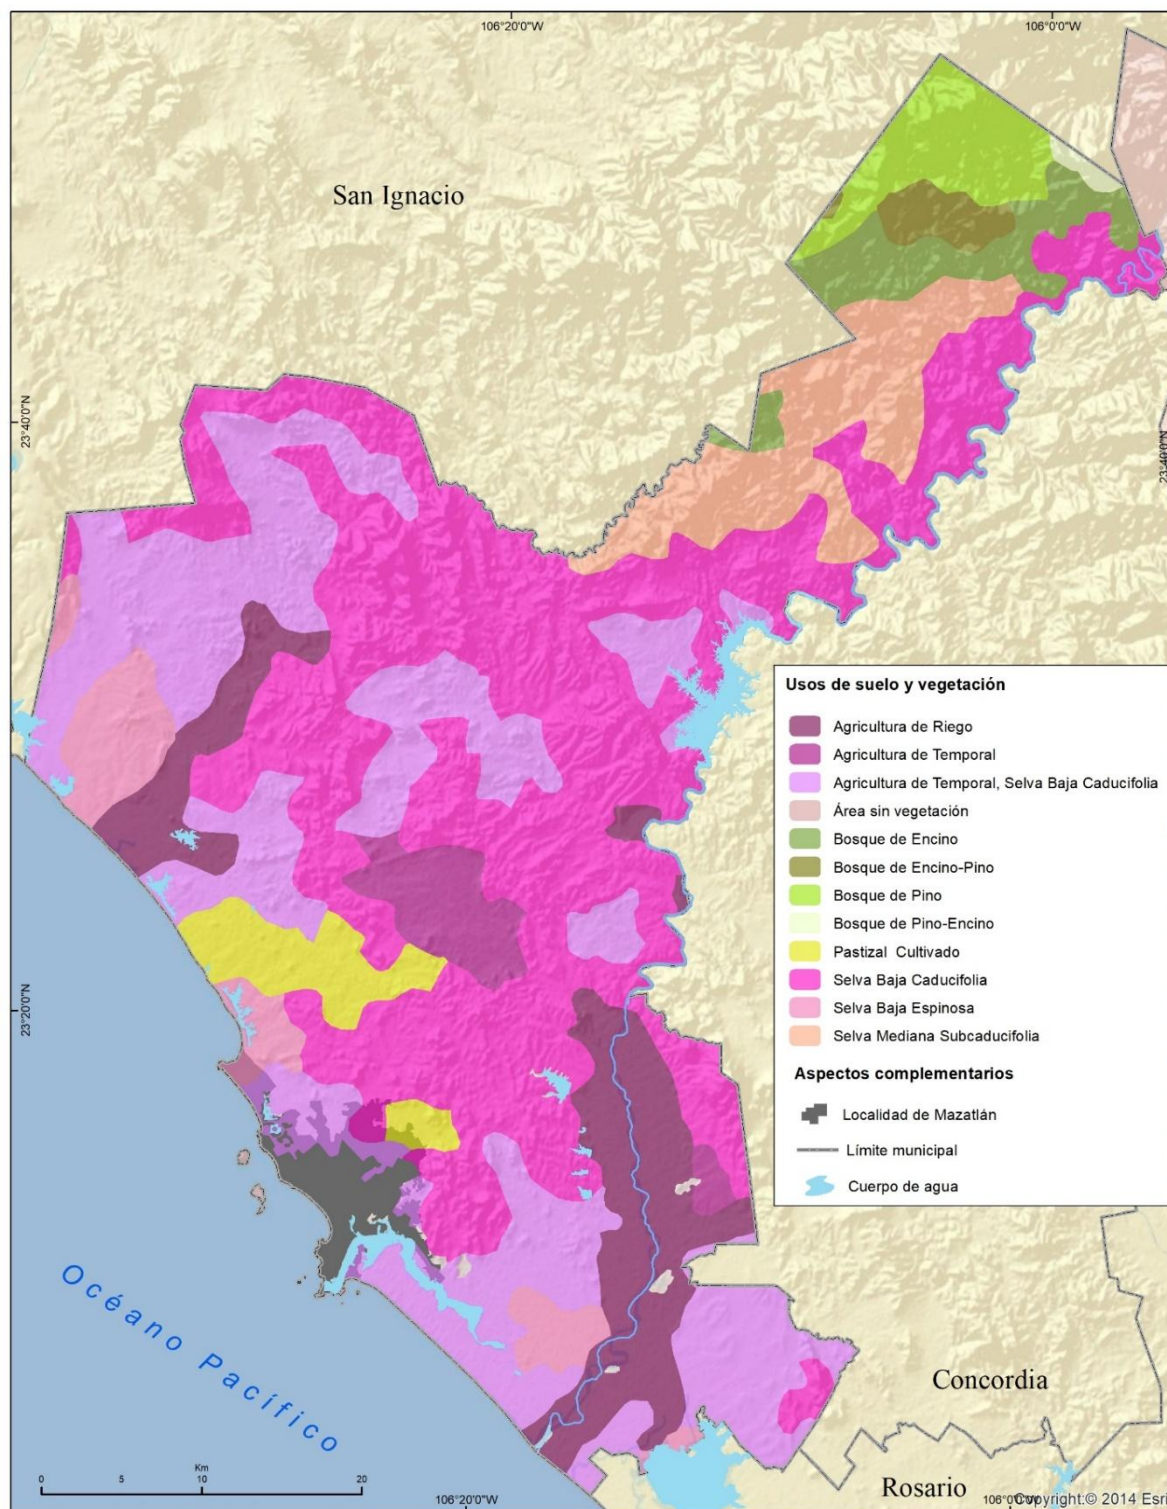 106°20'0"W
106°0'0"W
San Ignacio
23°40'0"N
23°40'0"N
Usos de suelo y vegetación
Agricultura de Riego
Agricultura de Temporal
Agricultura de Temporal, Selva Baja Caducifolia
Área sin vegetación
Bosque de Encino
Bosque de Encino-Pino
Bosque de Pino
Bosque de Pino-Encino
Pastizal Cultivado
Selva Baja Caducifolia
Selva Baja Espinosa
Selva Mediana Subcaducifolia
Aspectos complementarios
Localidad de Mazatlán
Límite municipal
Cuerpo de agua
23°20'0"N
Océano Pacífico
Concordia
Rosario
Km
0 5 10 20
106°20'0"W
106°0'0"W
Copyright:© 2014 Esri